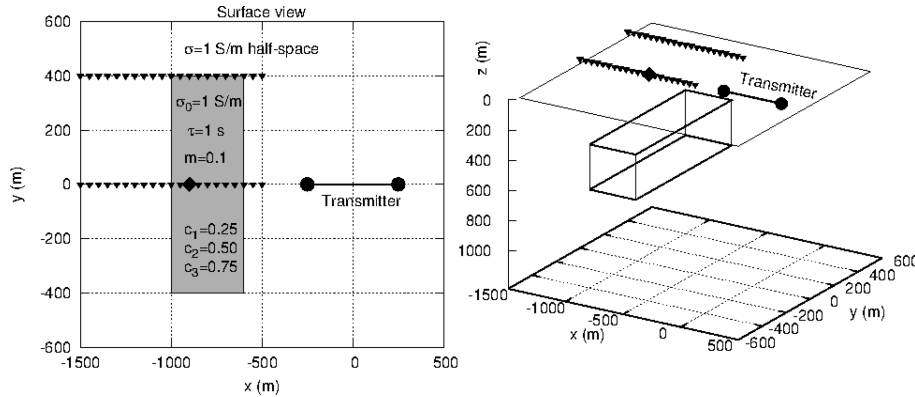 Surface view
σ=1 S/m half-space
σ0=1 S/m
τ=1 s
m=0.1
c1=0.25
c2=0.50
c3=0.75
Transmitter
600
400
200
0
-200
-400
-600
-1500
-1000
-500
0
500
x (m)
y (m)
Transmitter
z (m)
0
200
400
600
800
1000
-1500
-1000
-500
0
500
x (m)
-600
-400
-200
0
200
400
600
y (m)